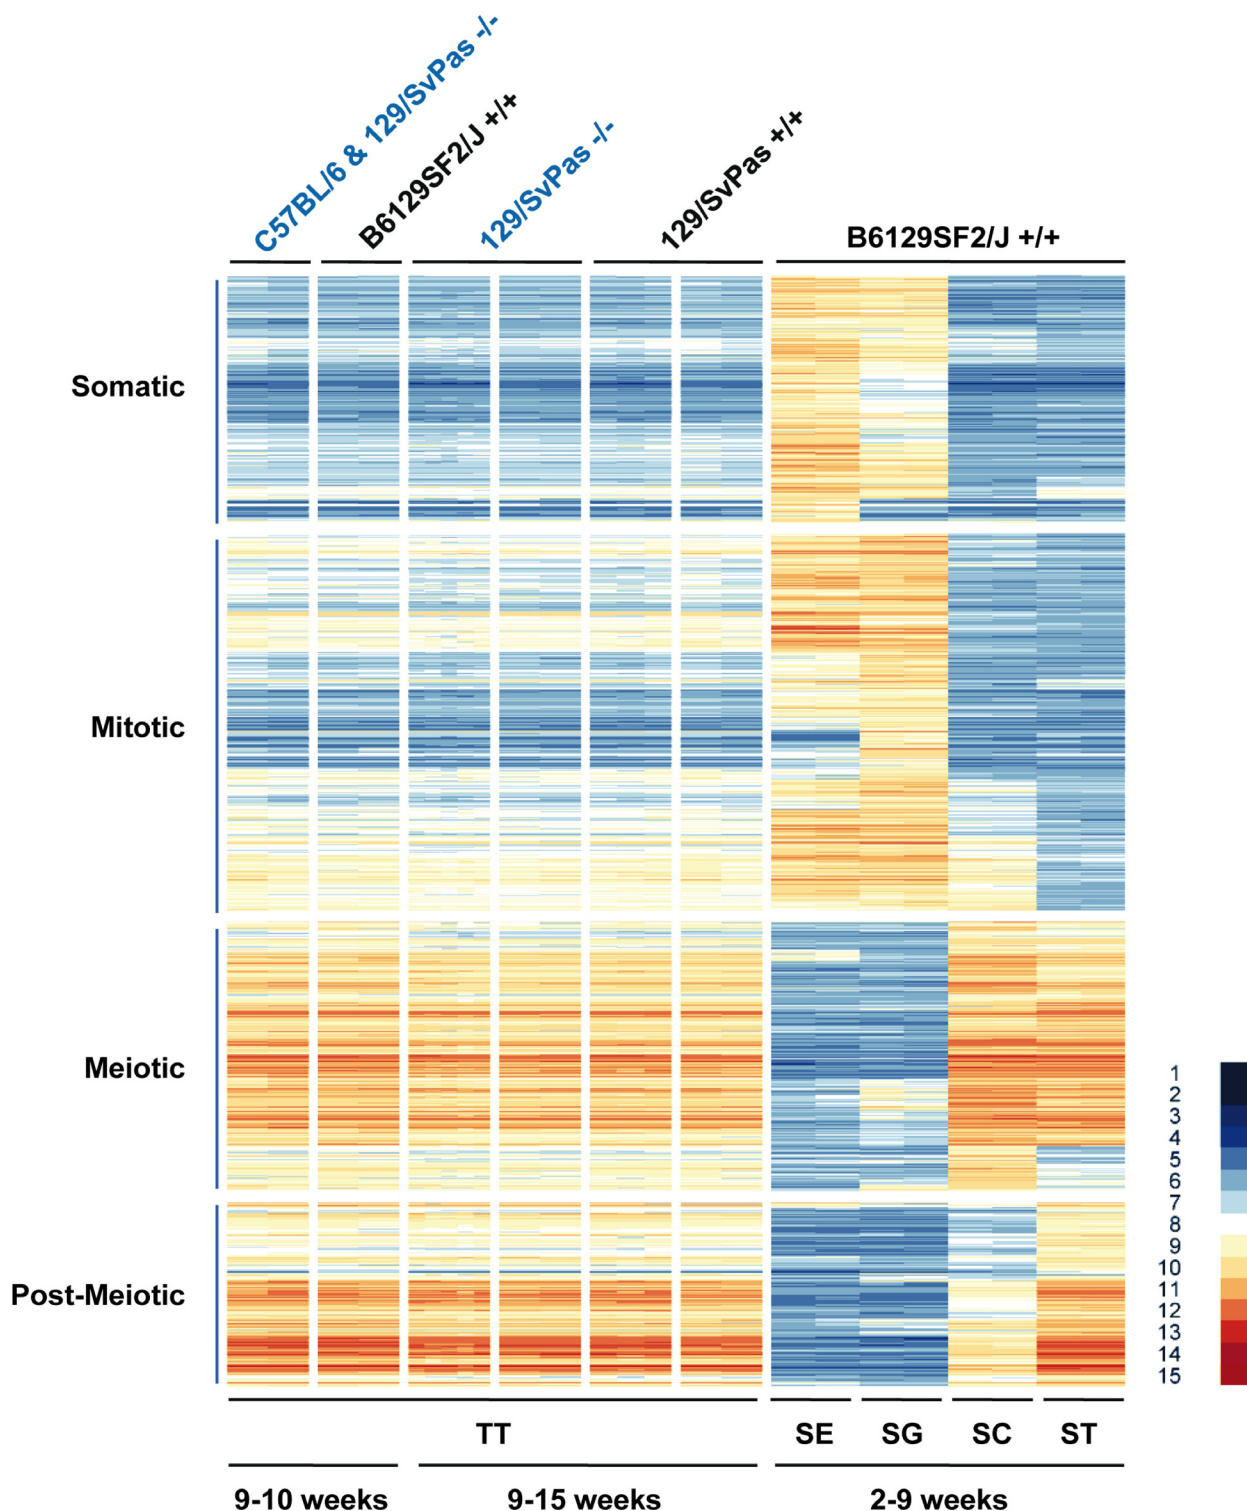 C57BL/6 & 129/SvPas -/-
B6129SF2/J +/+
129/SvPas -/-
129/SvPas +/+
B6129SF2/J +/+
Somatic
Mitotic
Meiotic
Post-Meiotic
1
2
3
4
5
6
7
8
9
10
11
12
13
14
15
TT SE SG SC ST
9-10 weeks 9-15 weeks 2-9 weeks